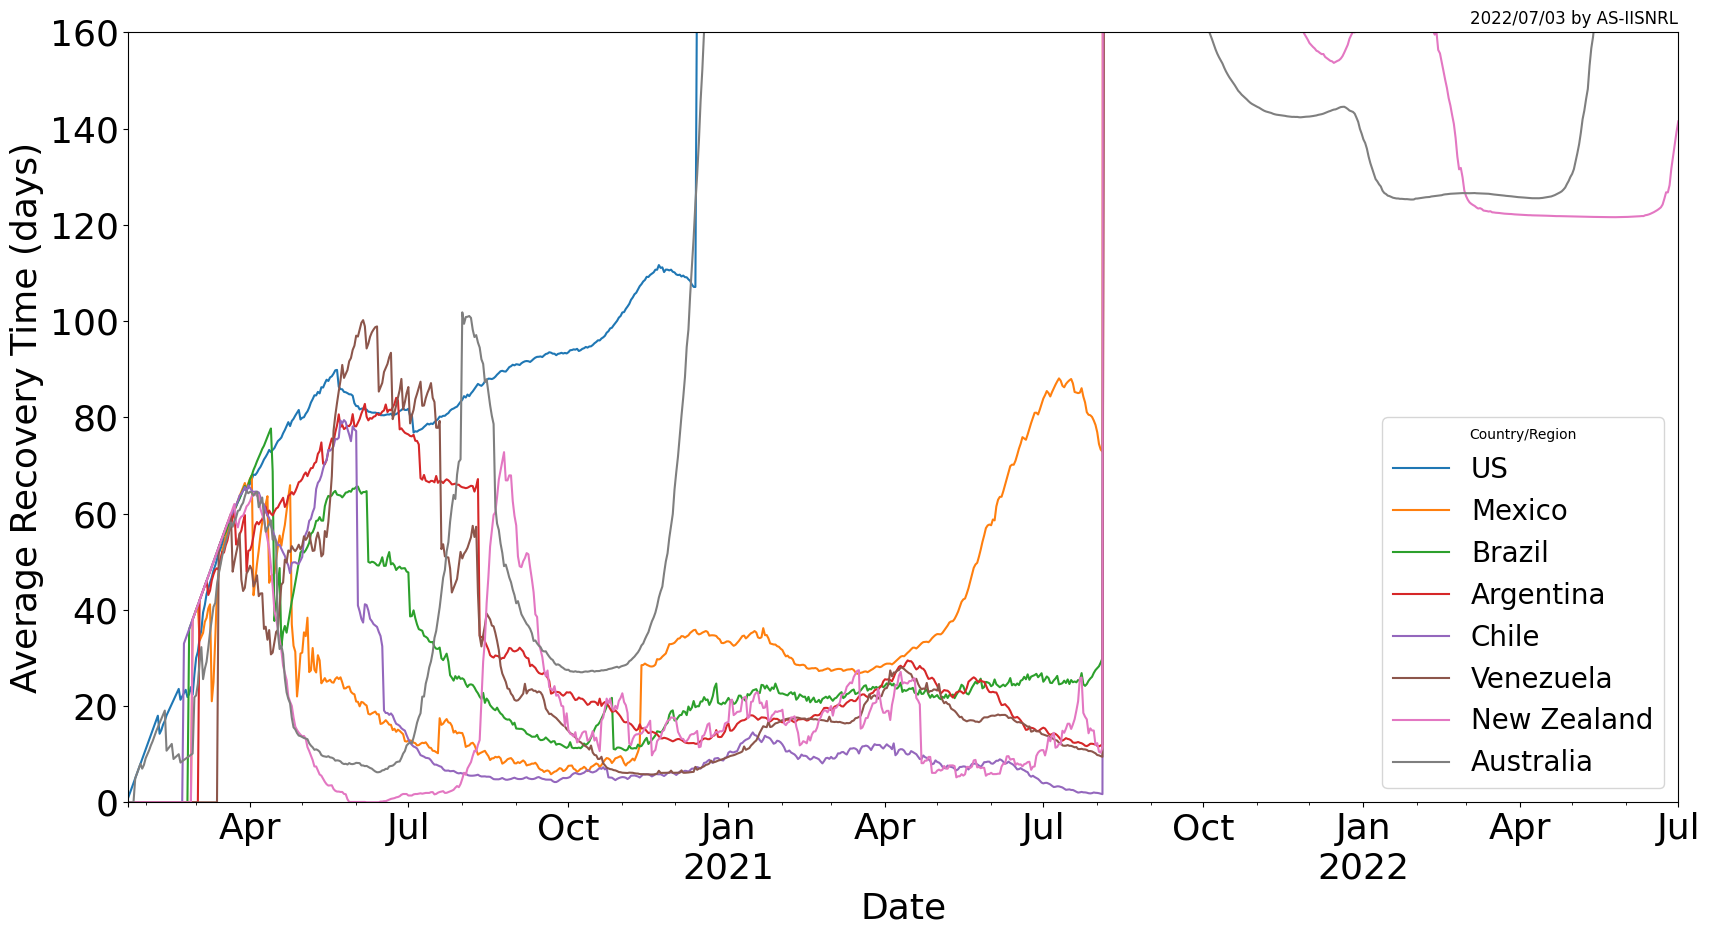 2022/07/03 by AS-IISNRL
160
140
120
100
80
60
40
20
0
Average Recovery Time (days)
Country/Region
US
Mexico
Brazil
Argentina
Chile
Venezuela
New Zealand
Australia
Apr Jul Oct Jan Apr Jul Oct Jan Apr Jul
2021 2022
Date